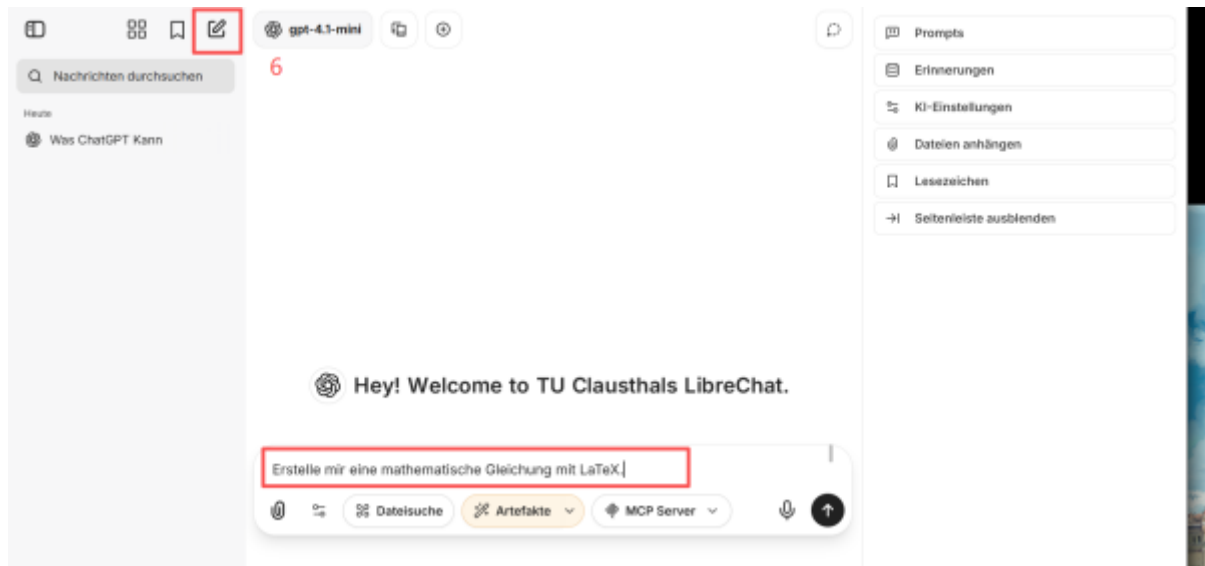 gpt-4.1-mini
6
Nachrichten durchsuchen
Heute
Was ChatGPT Kann
Hey! Welcome to TU Clausthals LibreChat.
Erstelle mir eine mathematische Gleichung mit LaTeX.
Dateisuche
Artefakte
MCP Server
Prompts
Erinnerungen
KI-Einstellungen
Dateien anhängen
Lesezeichen
Seitenleiste ausblenden